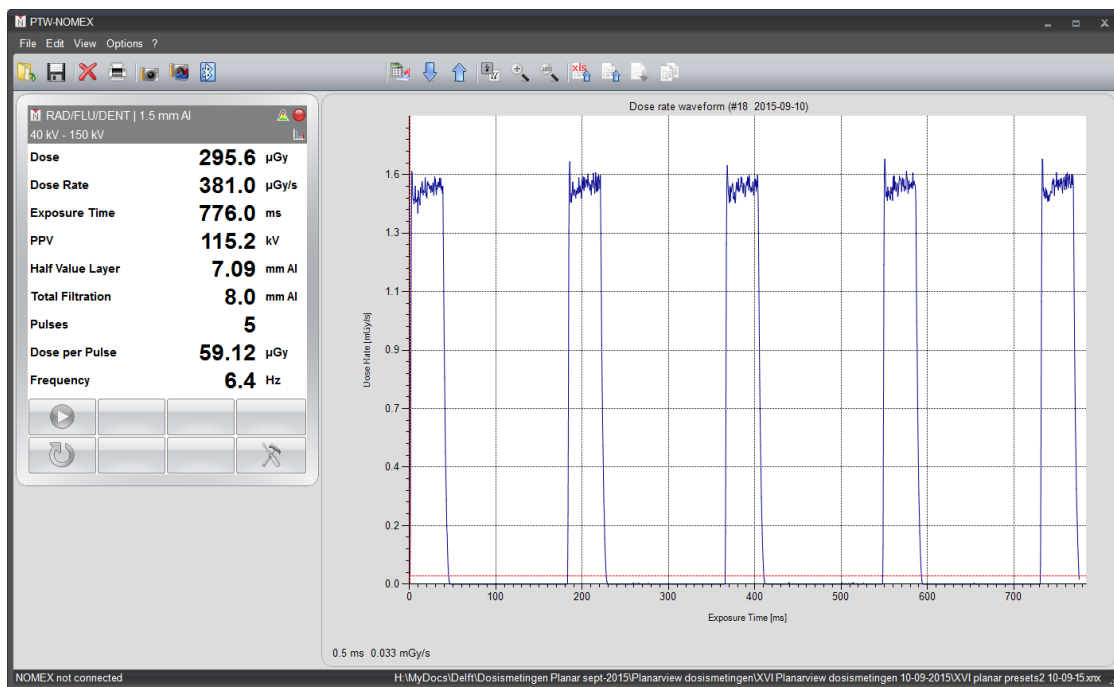 PTW-NOMEX
File Edit View Options ?
xls
RAD/FLU/DENT | 1.5 mm Al
40 kV - 150 kV
Dose 295.6 µGy
Dose Rate 381.0 µGy/s
Exposure Time 776.0 ms
PPV 115.2 kV
Half Value Layer 7.09 mm Al
Total Filtration 8.0 mm Al
Pulses 5
Dose per Pulse 59.12 µGy
Frequency 6.4 Hz
Dose rate waveform (#18 2015-09-10)
Dose Rate [mGy/s]
1.6
1.3
1.1
0.9
0.7
0.4
0.2
0.0
0 100 200 300 400 500 600 700
Exposure Time [ms]
0.5 ms 0.033 mGy/s
NOMEX not connected H:\MyDocs\Delft\Dosismetingen Planar sept-2015\Planarview dosismetingen\XVI Planarview dosismetingen 10-09-2015\XVI planar presets2 10-09-15.xnx